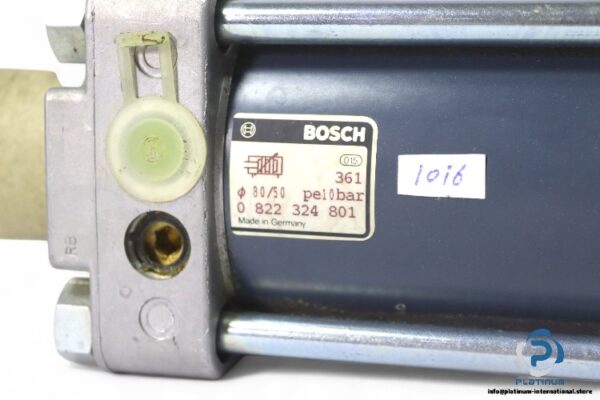 BOSCH
015
361
φ 80/50 pe10bar
0 822 324 801
Made in Germany
1016
RB
PLATINUM
info@platinum-international.store